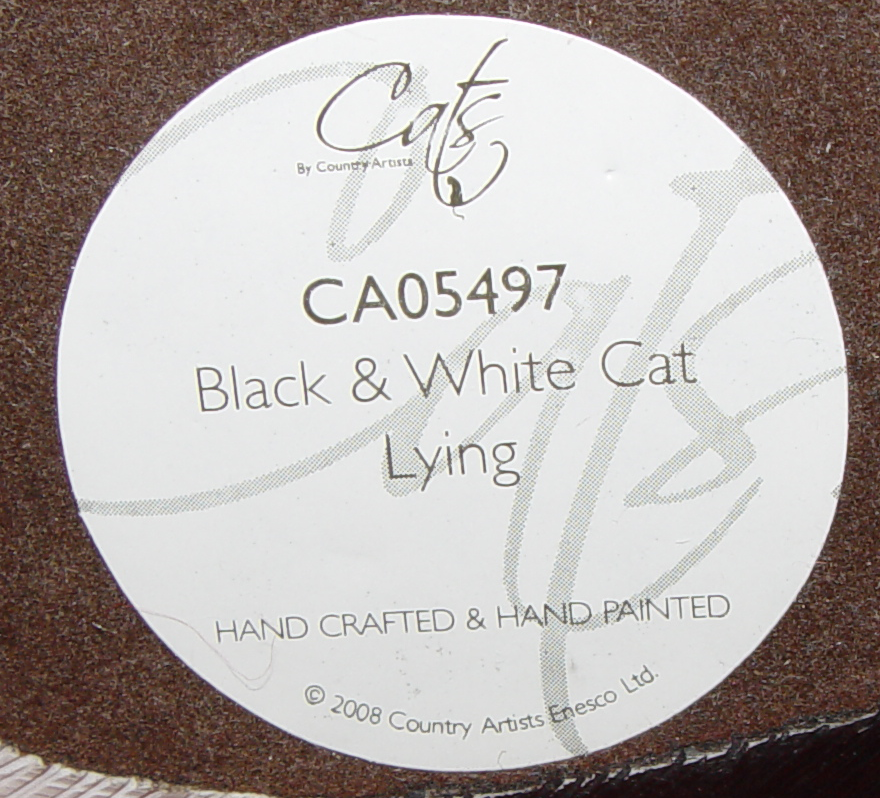 Cats
By Country Artists
CA05497
Black & White Cat
Lying
HAND CRAFTED & HAND PAINTED
© 2008 Country Artists Enesco Ltd.